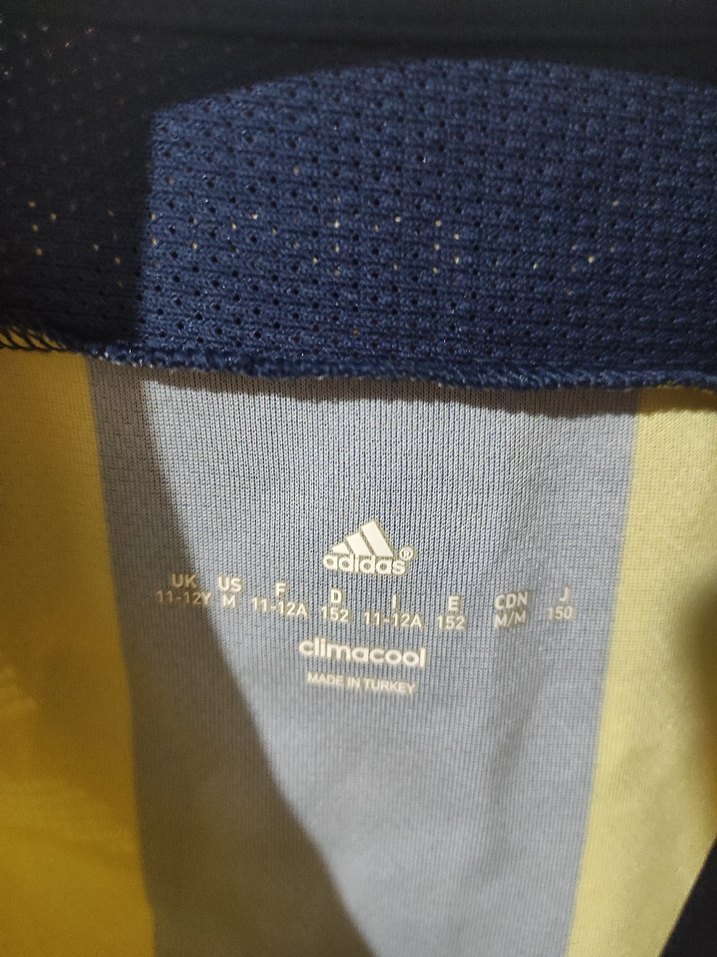 adidas®
UK US F D I E CDN J
11-12Y M 11-12A 152 11-12A 152 M/M 150
climacool
MADE IN TURKEY